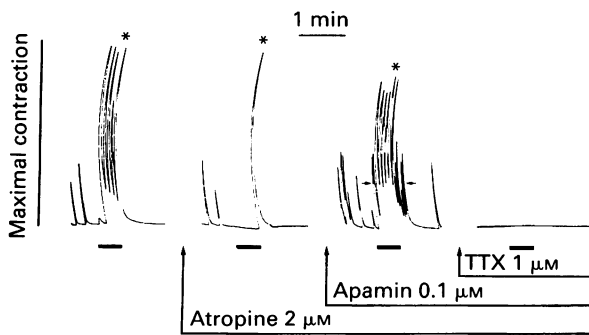 1 min
Maximal contraction
*
*
*
TTX 1 μM
Apamin 0.1 μM
Atropine 2 μM